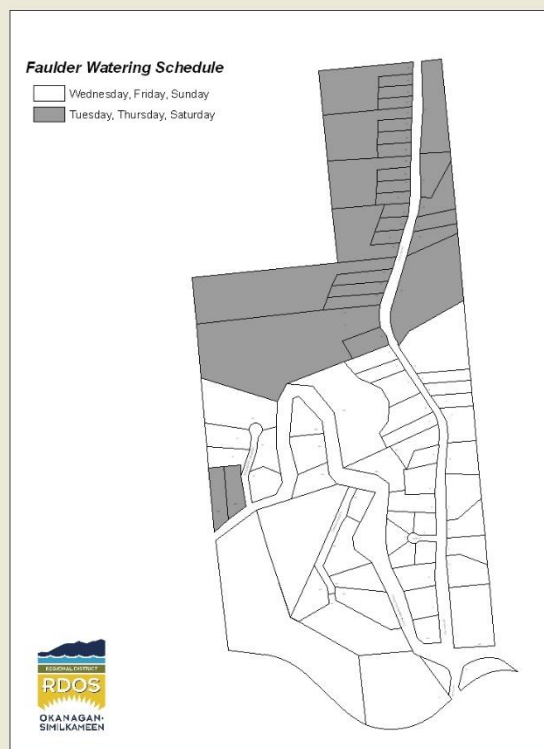 Faulder Watering Schedule
Wednesday, Friday, Sunday
Tuesday, Thursday, Saturday
REGIONAL DISTRICT
RDOS
OKANAGAN-
SIMILKAMEEN